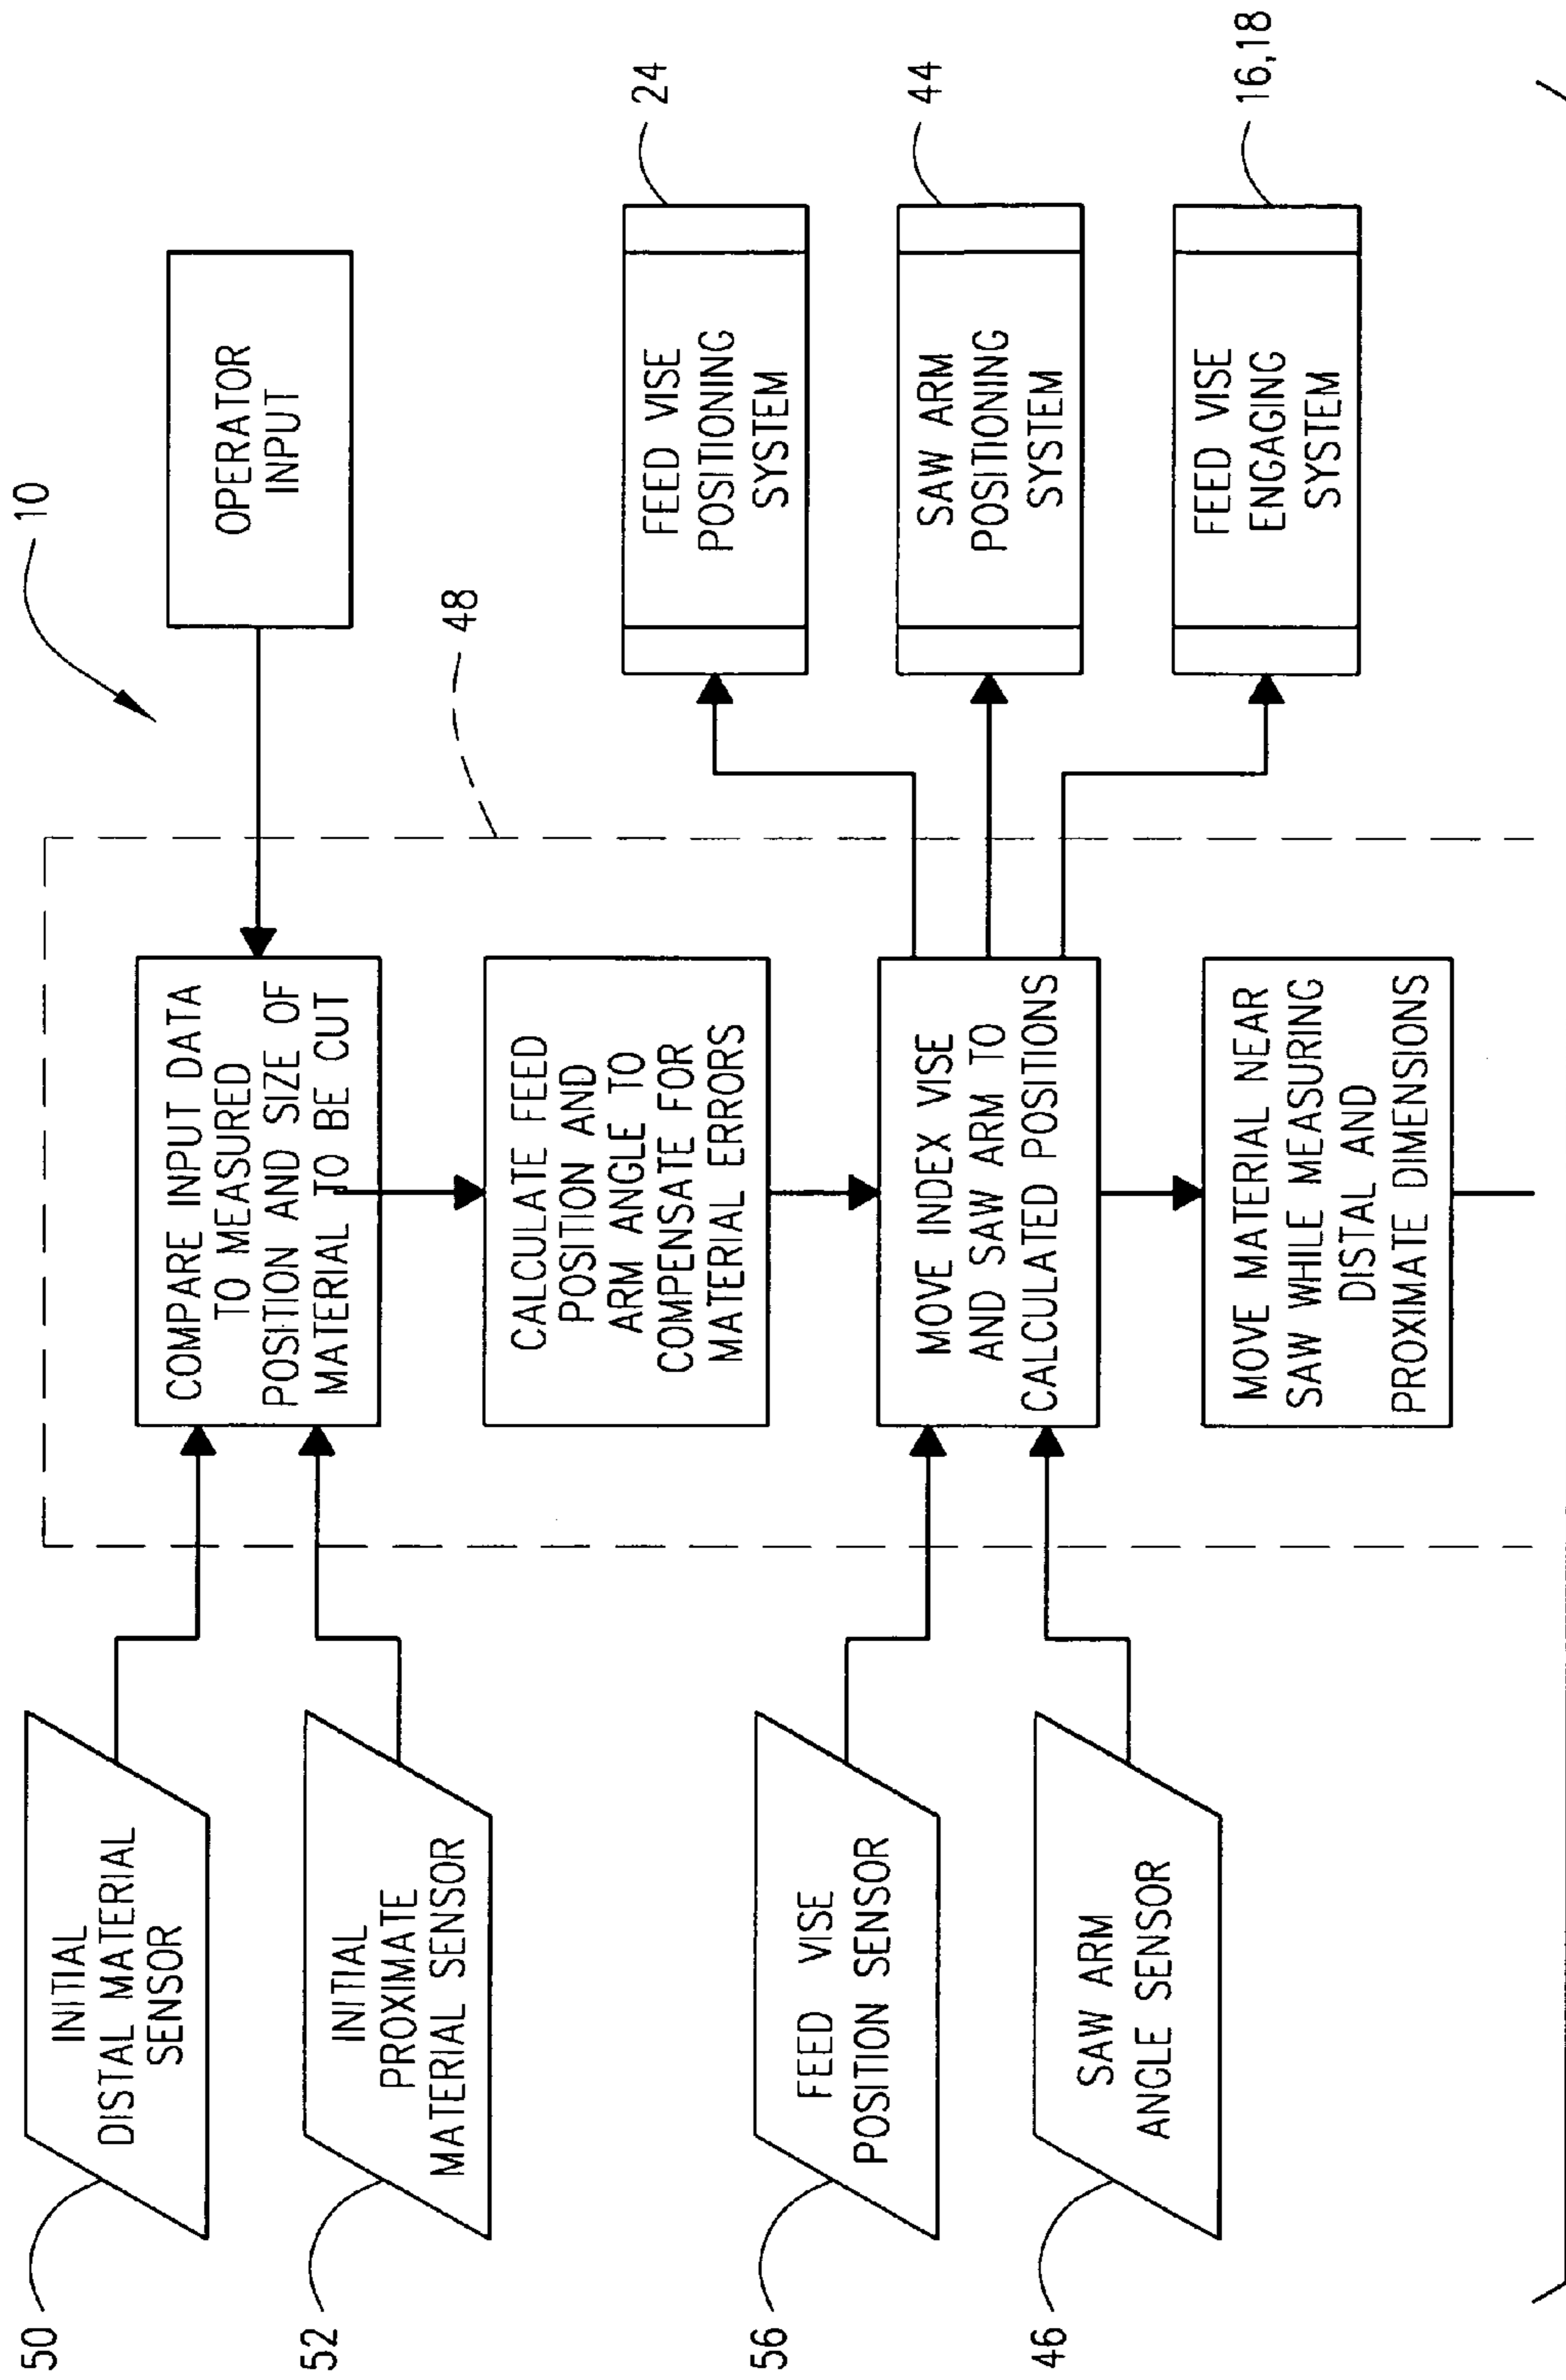 10
50
INITIAL
DISTAL MATERIAL
SENSOR
COMPARE INPUT DATA
TO MEASURED
POSITION AND SIZE OF
MATERIAL TO BE CUT
OPERATOR
INPUT
52
INITIAL
PROXIMATE
MATERIAL SENSOR
48
CALCULATE FEED
POSITION AND
ARM ANGLE TO
COMPENSATE FOR
MATERIAL ERRORS
24
FEED VISE
POSITIONING
SYSTEM
56
FEED VISE
POSITION SENSOR
MOVE INDEX VISE
AND SAW ARM TO
CALCULATED POSITIONS
44
SAW ARM
POSITIONING
SYSTEM
46
SAW ARM
ANGLE SENSOR
16,18
FEED VISE
ENGAGING
SYSTEM
MOVE MATERIAL NEAR
SAW WHILE MEASURING
DISTAL AND
PROXIMATE DIMENSIONS